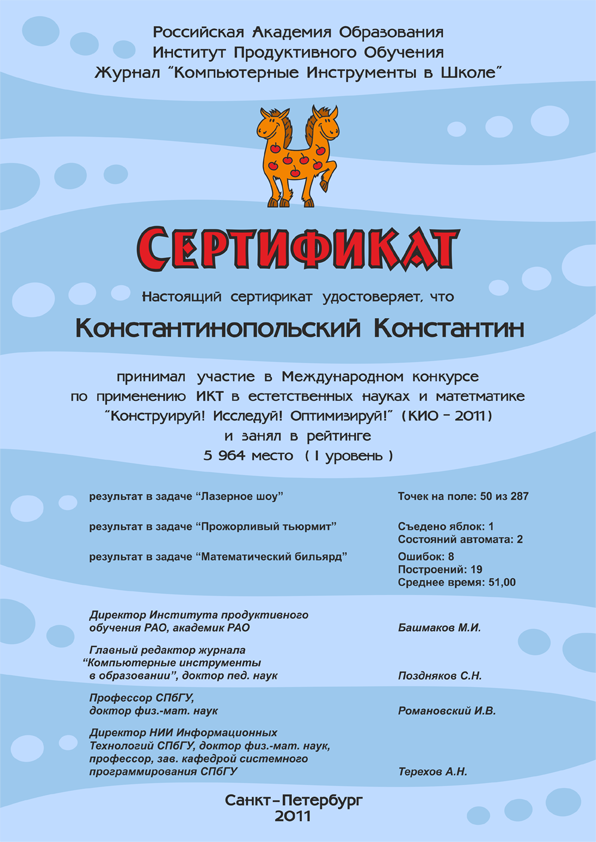 Российская Академия Образования
Институт Продуктивного Обучения
Журнал "Компьютерные Инструменты в Школе"
Сертификат
Настоящий сертификат удостоверяет, что
Константинопольский Константин
принимал участие в Международном конкурсе
по применению ИКТ в естетственных науках и матетматике
"Конструируй! Исследуй! Оптимизируй!" (КИО - 2011)
и занял в рейтинге
5 964 место (I уровень)
результат в задаче "Лазерное шоу" Точек на поле: 50 из 287
результат в задаче "Прожорливый тьюрмит" Съедено яблок: 1
Состояний автомата: 2
результат в задаче "Математический бильярд" Ошибок: 8
Построений: 19
Среднее время: 51,00
Директор Института продуктивного
обучения РАО, академик РАО Башмаков М.И.
Главный редактор журнала
"Компьютерные инструменты
в образовании", доктор пед. наук Поздняков С.Н.
Профессор СПбГУ,
доктор физ.-мат. наук Романовский И.В.
Директор НИИ Информационных
Технологий СПбГУ, доктор физ.-мат. наук,
профессор, зав. кафедрой системного
программирования СПбГУ Терехов А.Н.
Санкт-Петербург
2011